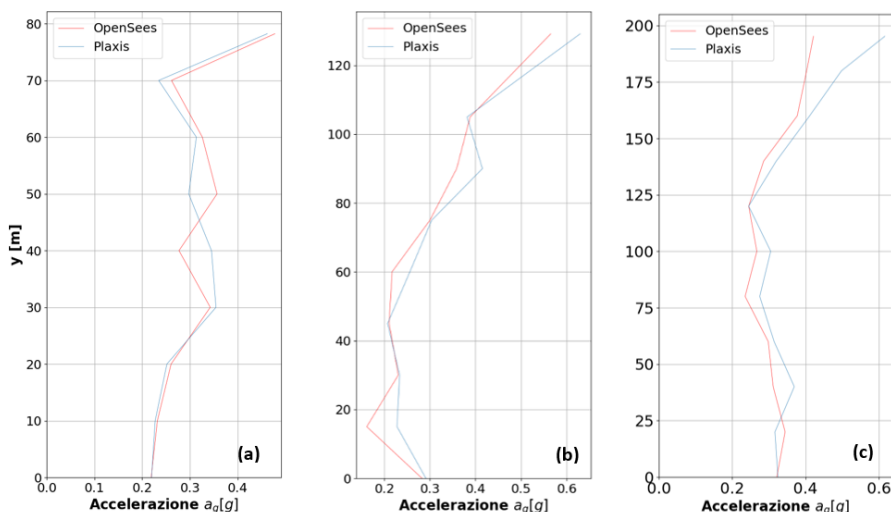 80
70
60
50
40
30
20
10
0
y [m]
OpenSees
Plaxis
(a)
0.0 0.1 0.2 0.3 0.4
Accelerazione a_g[g]
120
100
80
60
40
20
0
OpenSees
Plaxis
(b)
0.2 0.3 0.4 0.5 0.6
Accelerazione a_g[g]
200
175
150
125
100
75
50
25
0
OpenSees
Plaxis
(c)
0.0 0.2 0.4 0.6
Accelerazione a_g[g]